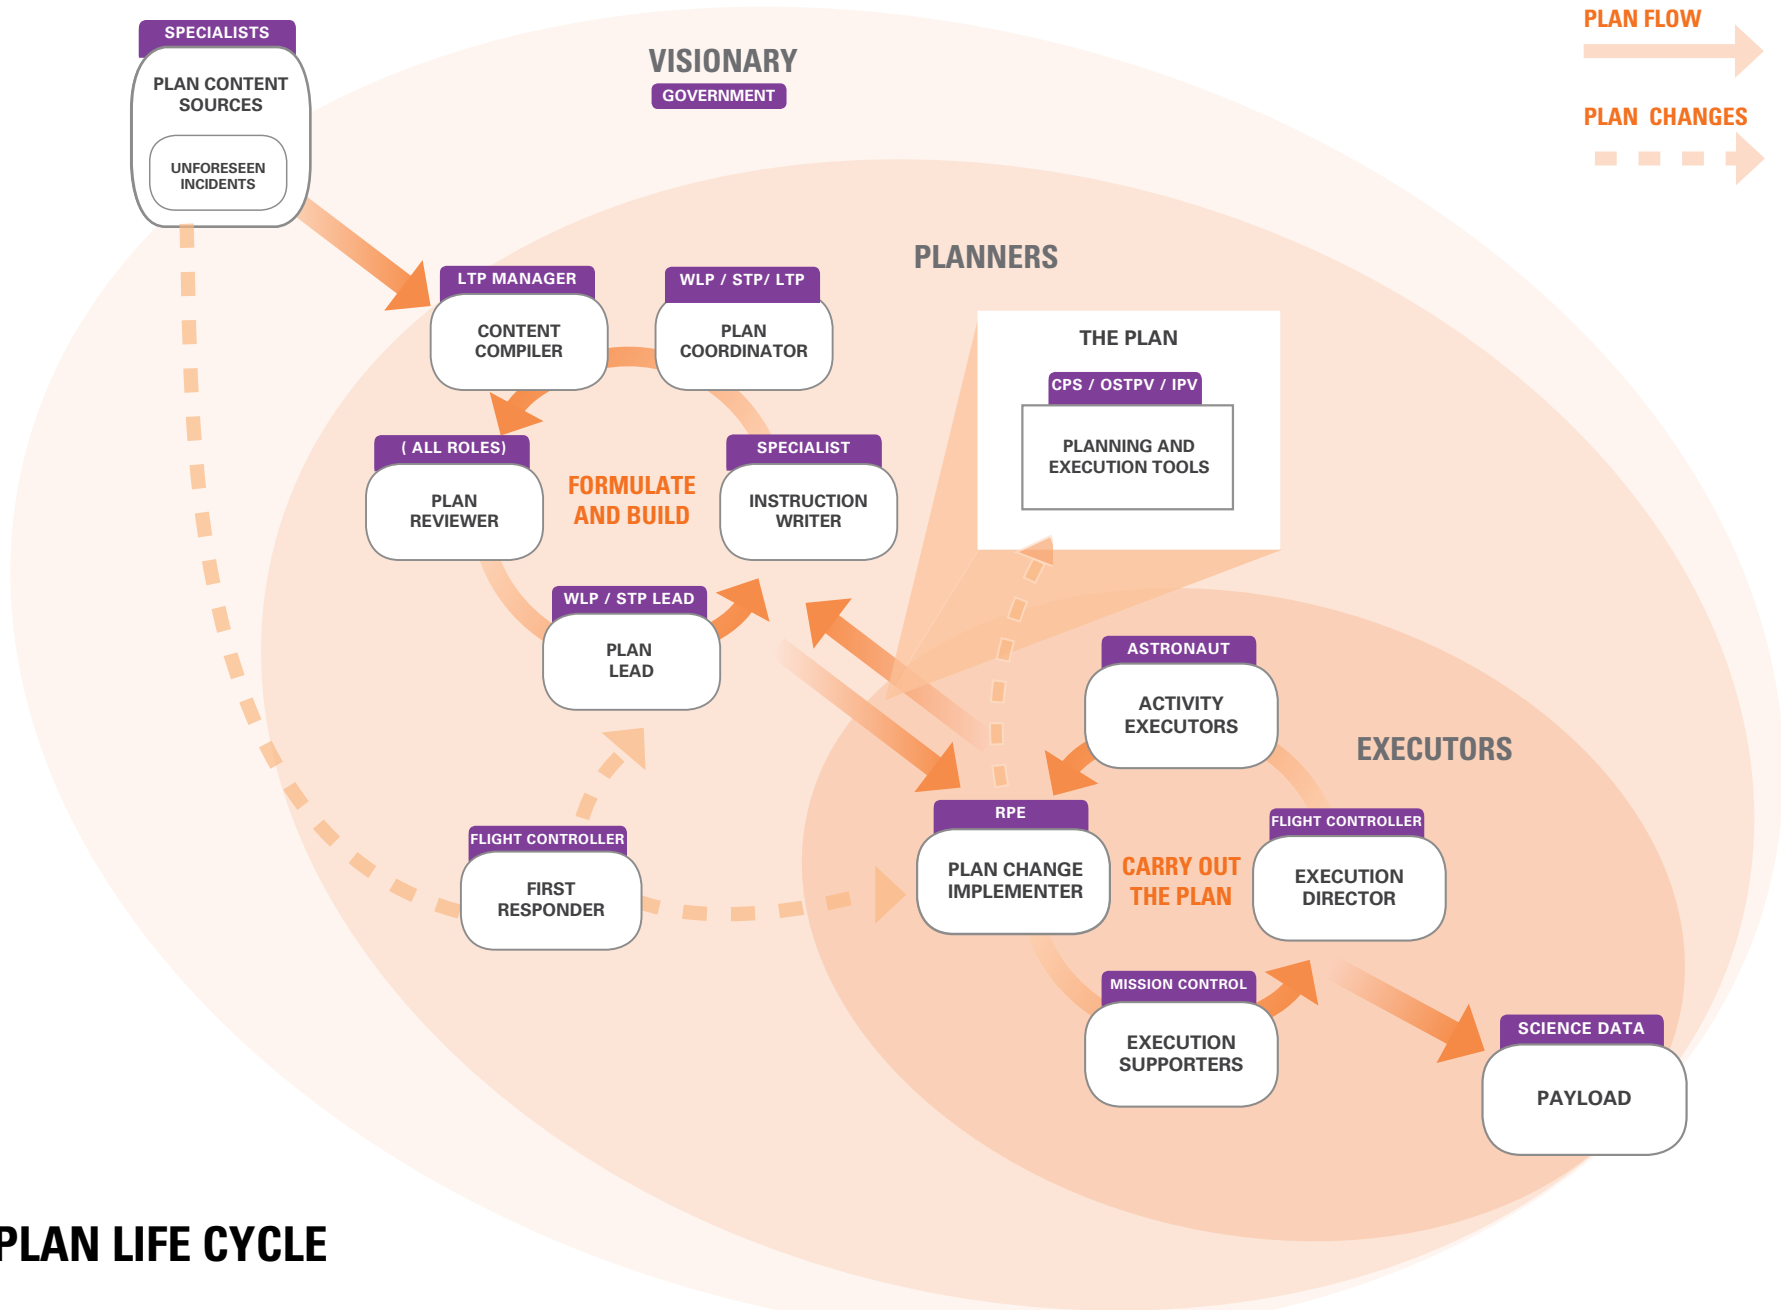 SPECIALISTS
PLAN CONTENT
SOURCES
UNFORESEEN
INCIDENTS
VISIONARY
GOVERNMENT
PLAN FLOW
PLAN CHANGES
PLANNERS
LTP MANAGER
CONTENT
COMPILER
WLP / STP/ LTP
PLAN
COORDINATOR
THE PLAN
CPS / OSTPV / IPV
PLANNING AND
EXECUTION TOOLS
( ALL ROLES)
PLAN
REVIEWER
FORMULATE
AND BUILD
SPECIALIST
INSTRUCTION
WRITER
WLP / STP LEAD
PLAN
LEAD
ASTRONAUT
ACTIVITY
EXECUTORS
EXECUTORS
FLIGHT CONTROLLER
FIRST
RESPONDER
RPE
PLAN CHANGE
IMPLEMENTER
CARRY OUT
THE PLAN
FLIGHT CONTROLLER
EXECUTION
DIRECTOR
MISSION CONTROL
EXECUTION
SUPPORTERS
SCIENCE DATA
PAYLOAD
PLAN LIFE CYCLE